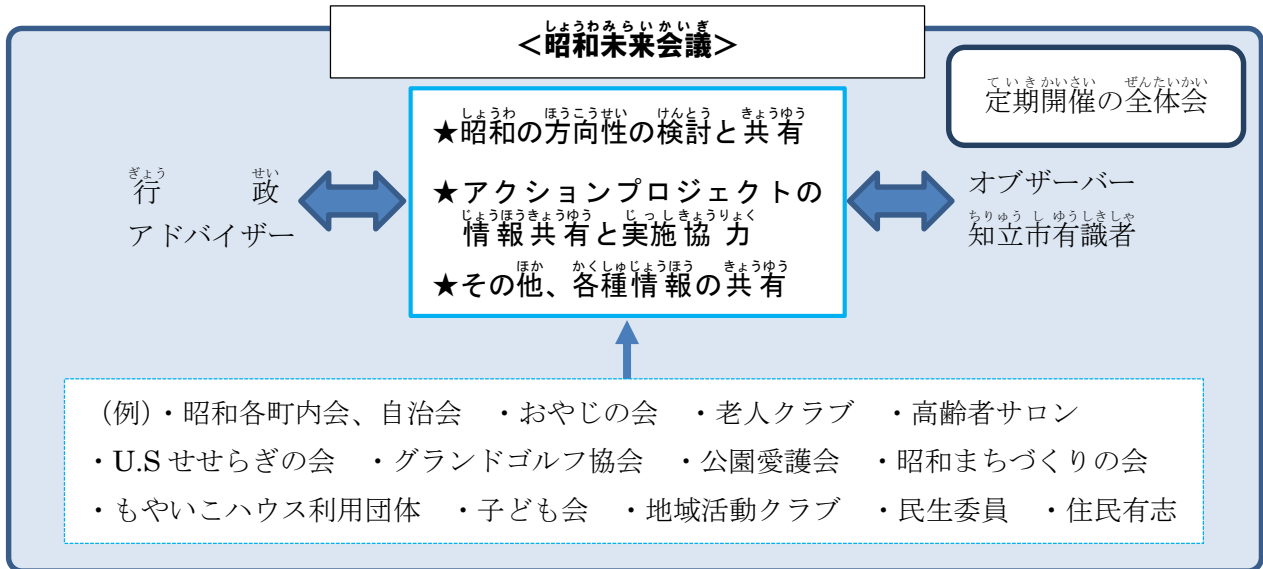 しょうわみらいかいぎ
<昭和未来会議>
ていきかいさい ぜんたいかい
定期開催の全体会
しょうわ ほうこうせい けんとう きょうゆう
★昭和の方向性の検討と共有
★アクションプロジェクトの
じょうほうきょうゆう じっしきょうりょく
情報共有と実施協力
ほか かくしゅじょうほう きょうゆう
★その他、各種情報の共有
ぎょう せい
行 政
アドバイザー
オブザーバー
ちりゅう し ゆうしきしゃ
知立市有識者
(例)・昭和各町内会、自治会 ・おやじの会 ・老人クラブ ・高齢者サロン
・U.S せせらぎの会 ・グランドゴルフ協会 ・公園愛護会 ・昭和まちづくりの会
・もやいこハウス利用団体 ・子ども会 ・地域活動クラブ ・民生委員 ・住民有志